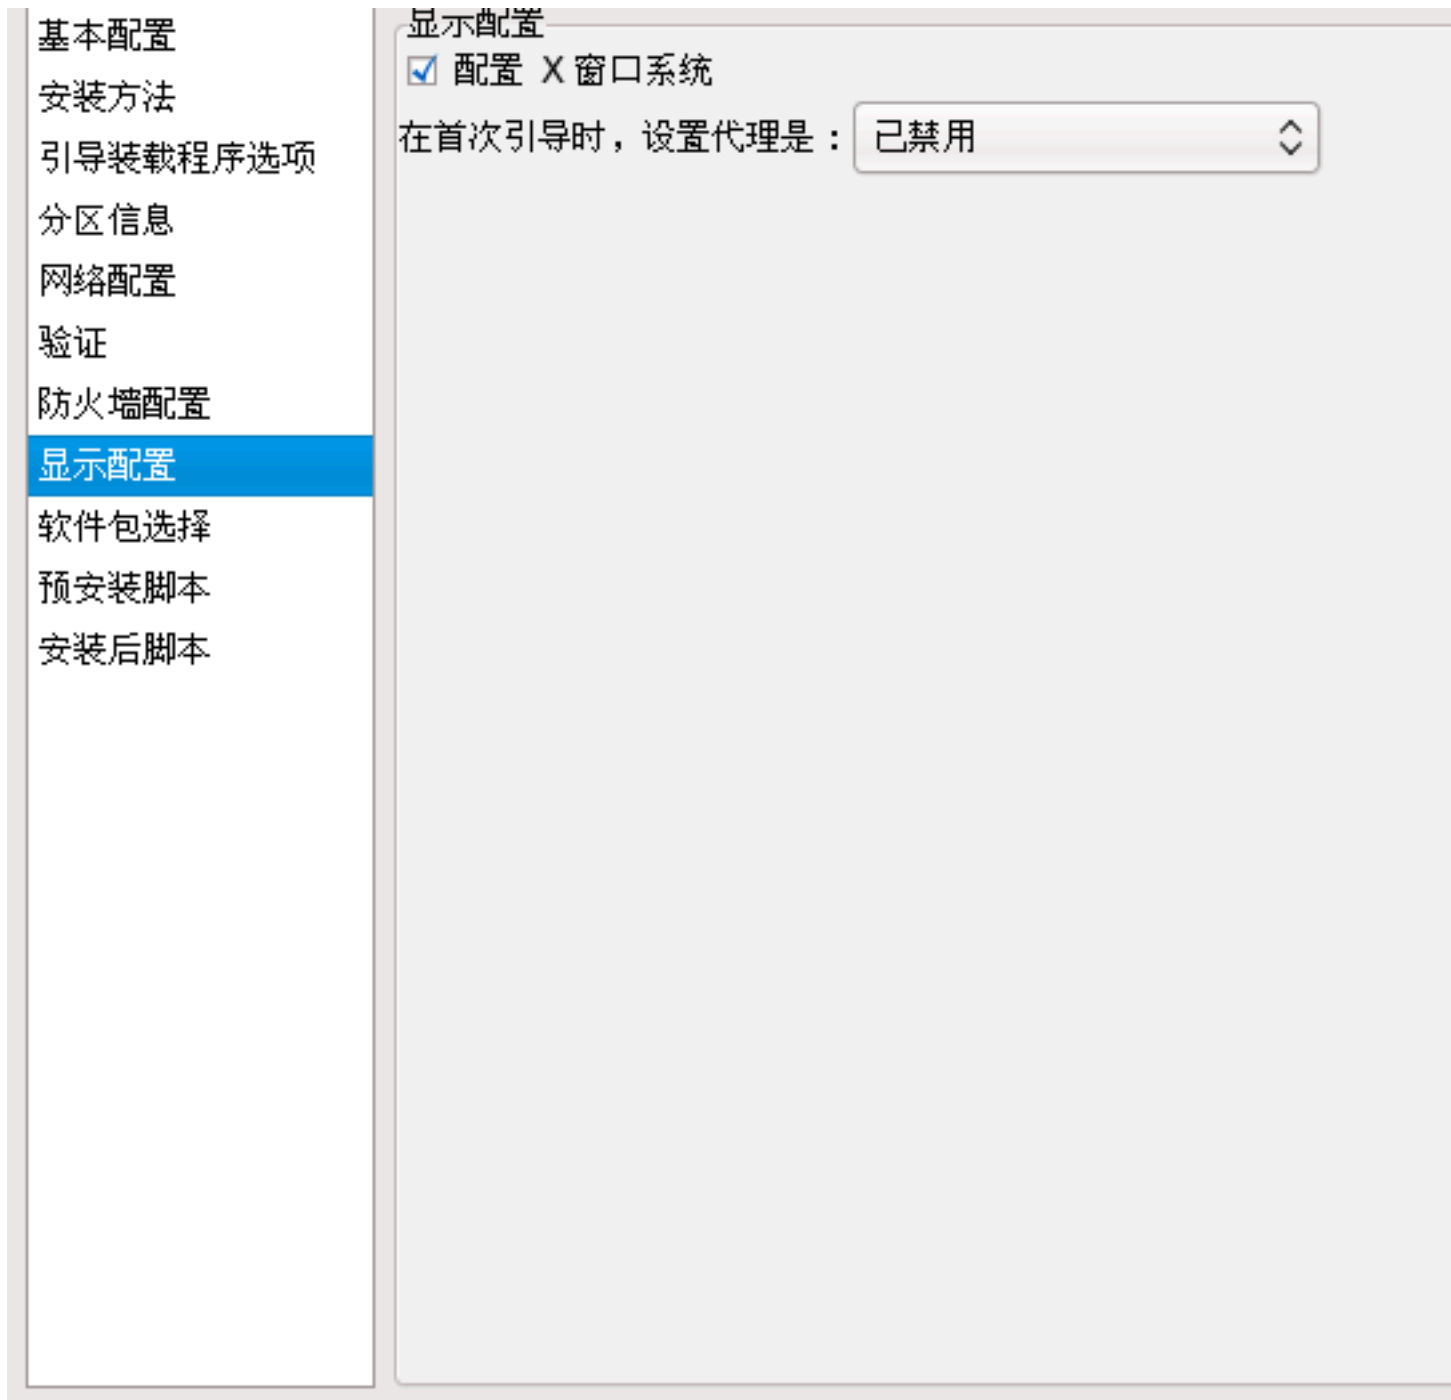 基本配置
安装方法
引导装载程序选项
分区信息
网络配置
验证
防火墙配置
显示配置
软件包选择
预安装脚本
安装后脚本
显示配置
配置 X 窗口系统
在首次引导时，设置代理是： 已禁用